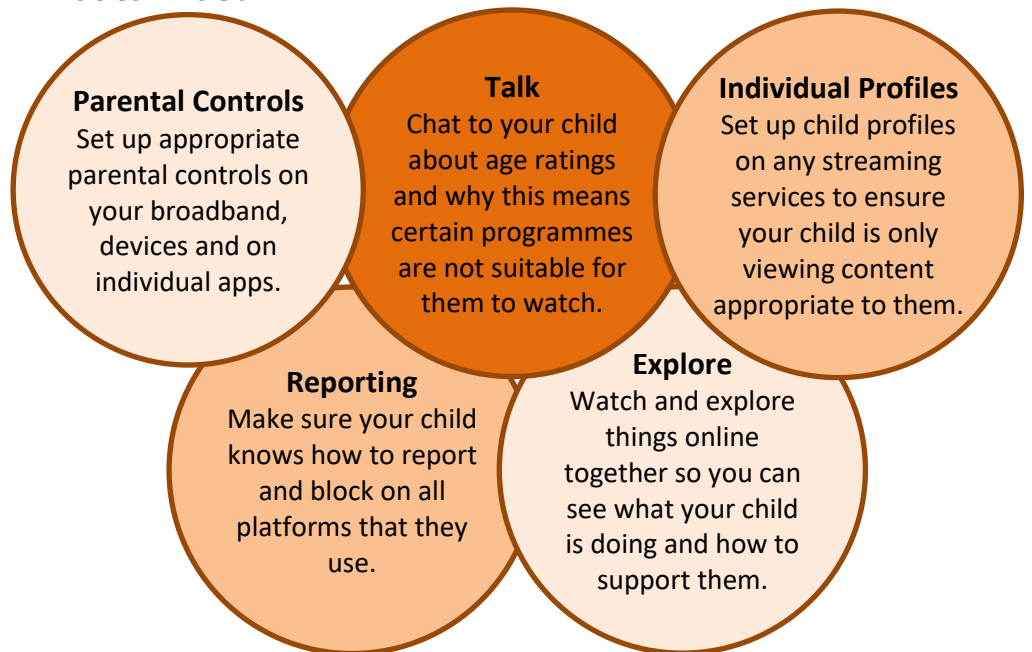 Parental Controls
Set up appropriate
parental controls on
your broadband,
devices and on
individual apps.
Talk
Chat to your child
about age ratings
and why this means
certain programmes
are not suitable for
them to watch.
Individual Profiles
Set up child profiles
on any streaming
services to ensure
your child is only
viewing content
appropriate to them.
Reporting
Make sure your child
knows how to report
and block on all
platforms that they
use.
Explore
Watch and explore
things online
together so you can
see what your child
is doing and how to
support them.